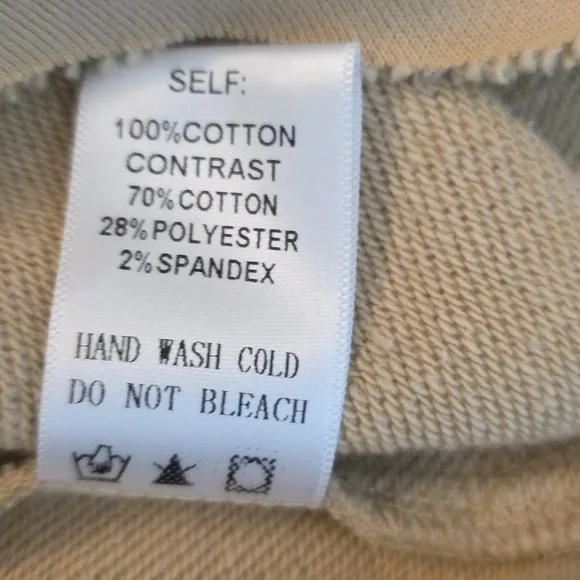 SELF:
100%COTTON
CONTRAST
70%COTTON
28%POLYESTER
2%SPANDEX
HAND WASH COLD
DO NOT BLEACH